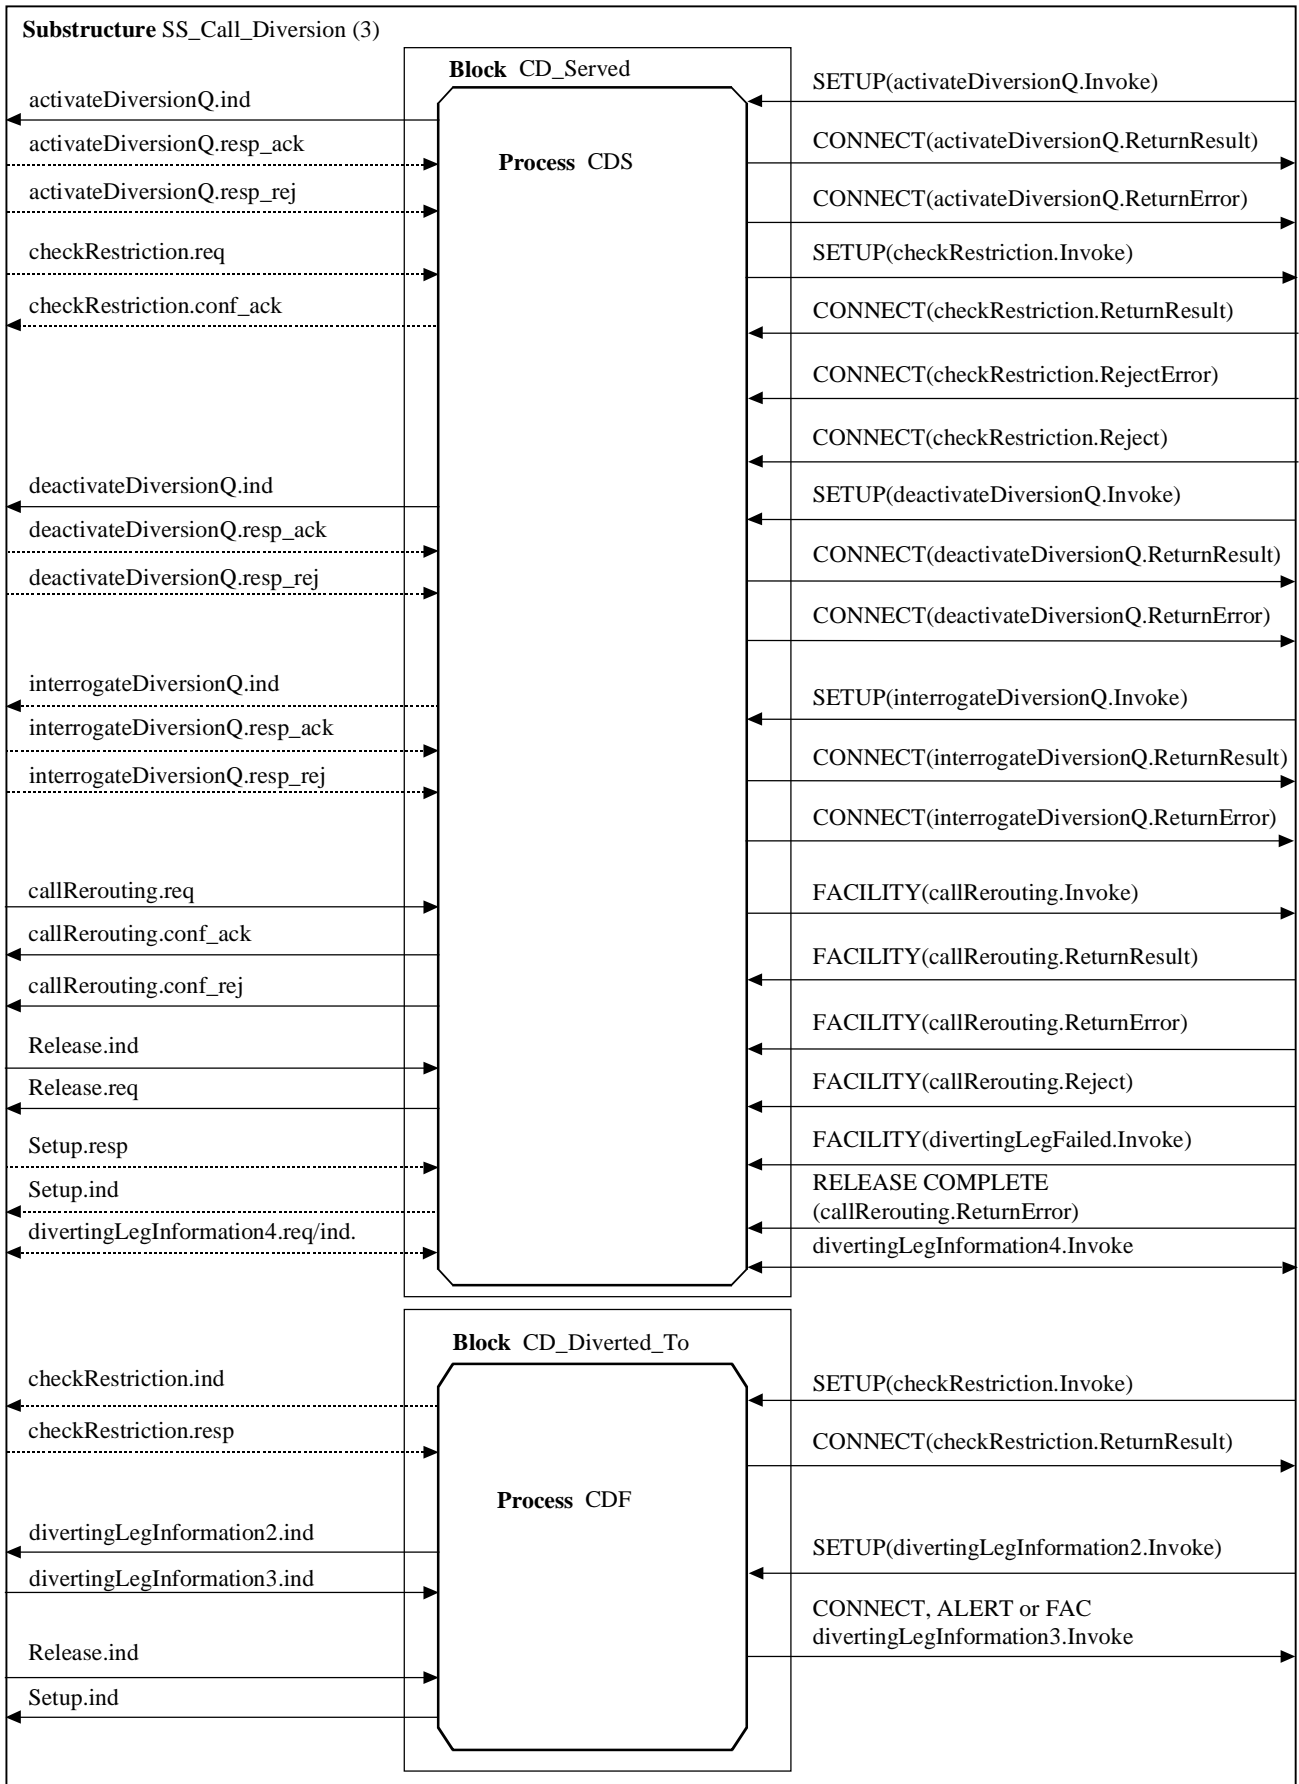 Substructure SS_Call_Diversion (3)
Block CD_Served
activateDiversionQ.ind
activateDiversionQ.resp_ack
activateDiversionQ.resp_rej
checkRestriction.req
checkRestriction.conf_ack
deactivateDiversionQ.ind
deactivateDiversionQ.resp_ack
deactivateDiversionQ.resp_rej
interrogateDiversionQ.ind
interrogateDiversionQ.resp_ack
interrogateDiversionQ.resp_rej
callRerouting.req
callRerouting.conf_ack
callRerouting.conf_rej
Release.ind
Release.req
Setup.resp
Setup.ind
divertingLegInformation4.req/ind.
Process CDS
SETUP(activateDiversionQ.Invoke)
CONNECT(activateDiversionQ.ReturnResult)
CONNECT(activateDiversionQ.ReturnError)
SETUP(checkRestriction.Invoke)
CONNECT(checkRestriction.ReturnResult)
CONNECT(checkRestriction.RejectError)
CONNECT(checkRestriction.Reject)
SETUP(deactivateDiversionQ.Invoke)
CONNECT(deactivateDiversionQ.ReturnResult)
CONNECT(deactivateDiversionQ.ReturnError)
SETUP(interrogateDiversionQ.Invoke)
CONNECT(interrogateDiversionQ.ReturnResult)
CONNECT(interrogateDiversionQ.ReturnError)
FACILITY(callRerouting.Invoke)
FACILITY(callRerouting.ReturnResult)
FACILITY(callRerouting.ReturnError)
FACILITY(callRerouting.Reject)
FACILITY(divertingLegFailed.Invoke)
RELEASE COMPLETE
(callRerouting.ReturnError)
divertingLegInformation4.Invoke
Block CD_Diverted_To
checkRestriction.ind
checkRestriction.resp
divertingLegInformation2.ind
divertingLegInformation3.ind
Release.ind
Setup.ind
Process CDF
SETUP(checkRestriction.Invoke)
CONNECT(checkRestriction.ReturnResult)
SETUP(divertingLegInformation2.Invoke)
CONNECT, ALERT or FAC
divertingLegInformation3.Invoke